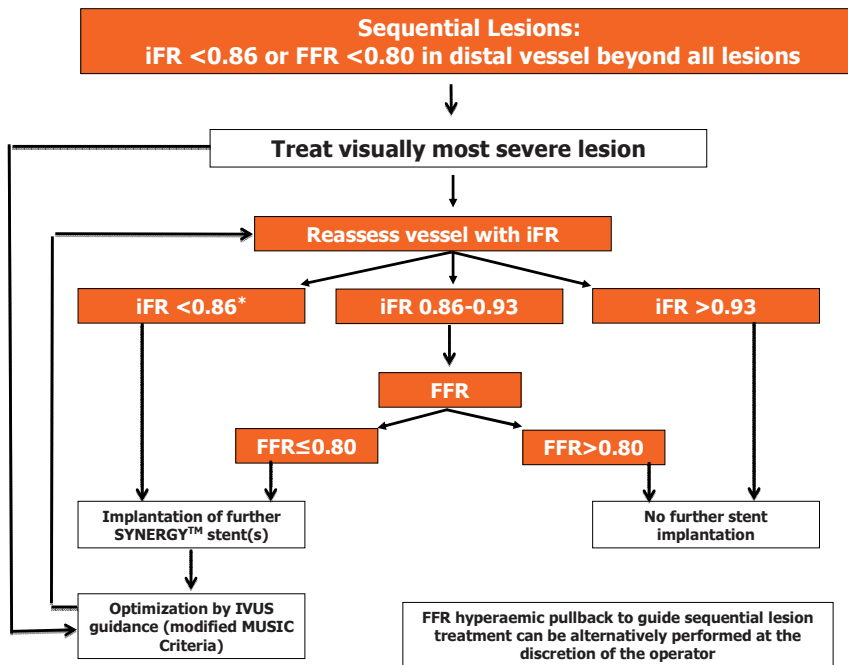 Sequential Lesions:
iFR <0.86 or FFR <0.80 in distal vessel beyond all lesions
Treat visually most severe lesion
Reassess vessel with iFR
iFR <0.86*
iFR 0.86-0.93
iFR >0.93
FFR
FFR≤0.80
FFR>0.80
Implantation of further
SYNERGY™ stent(s)
No further stent
implantation
Optimization by IVUS
guidance (modified MUSIC
Criteria)
FFR hyperaemic pullback to guide sequential lesion
treatment can be alternatively performed at the
discretion of the operator